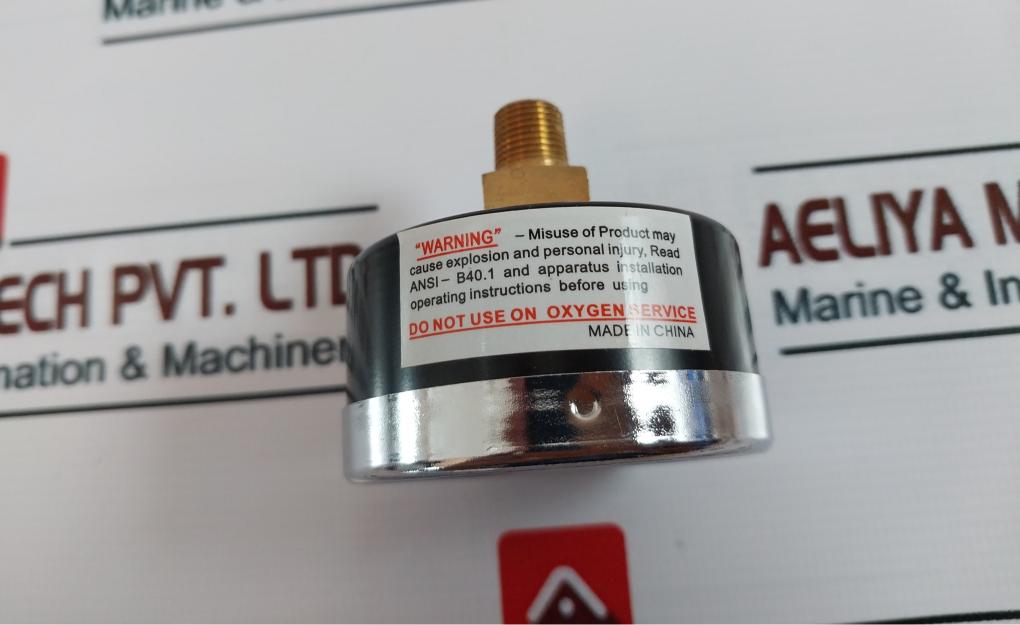 Marine &
ECH PVT. LTD
mation & Machiner
AELIYA M
Marine & In
"WARNING" – Misuse of Product may
cause explosion and personal injury, Read
ANSI – B40.1 and apparatus installation
operating instructions before using
DO NOT USE ON OXYGEN SERVICE
MADE IN CHINA